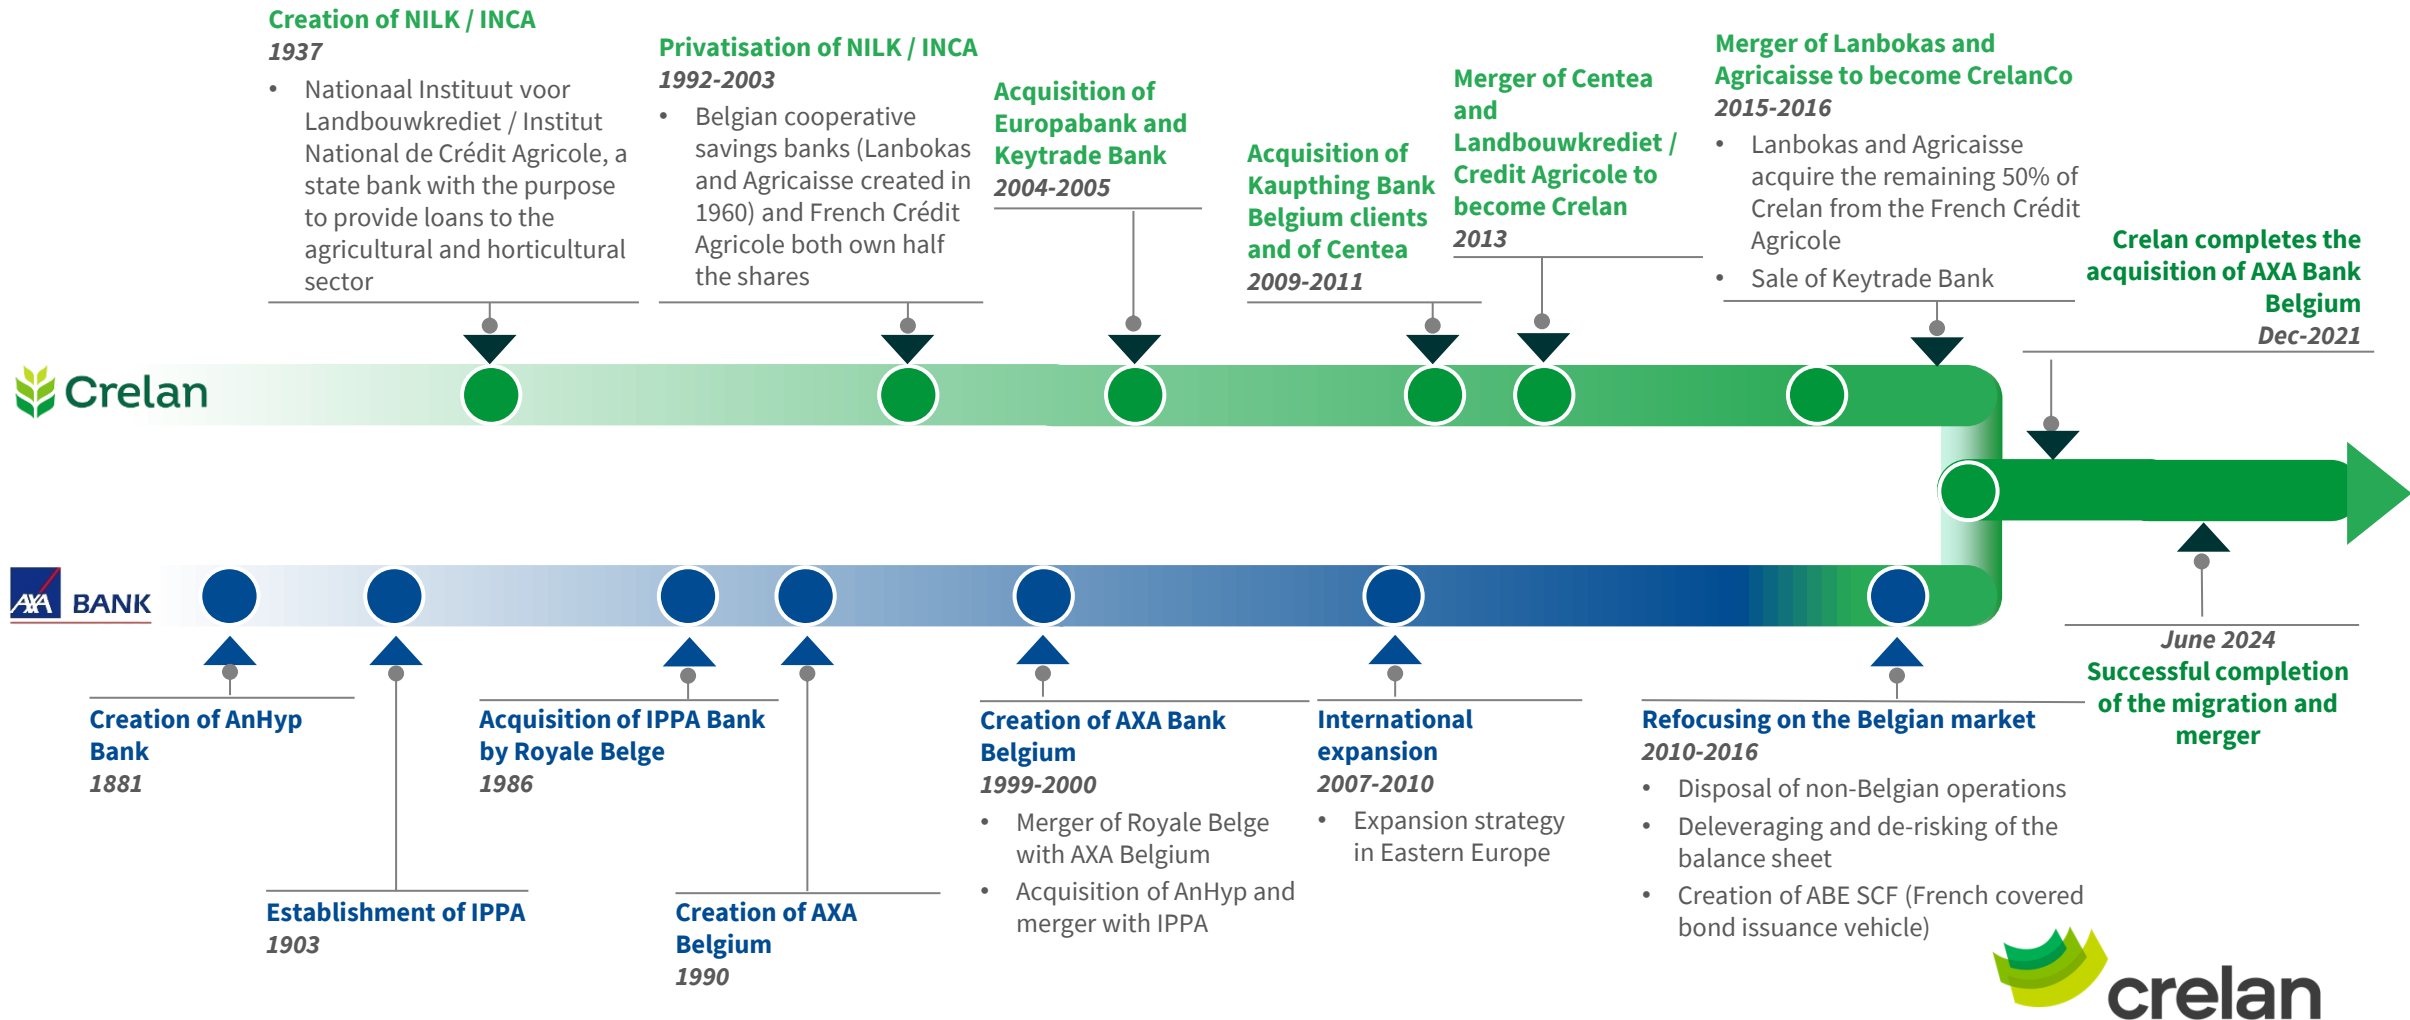 Creation of NILK / INCA
1937
• Nationaal Instituut voor
Landbouwkrediet / Institut
National de Crédit Agricole, a
state bank with the purpose
to provide loans to the
agricultural and horticultural
sector
Privatisation of NILK / INCA
1992-2003
• Belgian cooperative
savings banks (Lanbokas
and Agricaisse created in
1960) and French Crédit
Agricole both own half
the shares
Acquisition of
Europabank and
Keytrade Bank
2004-2005
Acquisition of
Kaupthing Bank
Belgium clients
and of Centea
2009-2011
Merger of Centea
and
Landbouwkrediet /
Credit Agricole to
become Crelan
2013
Merger of Lanbokas and
Agricaisse to become CrelanCo
2015-2016
• Lanbokas and Agricaisse
acquire the remaining 50% of
Crelan from the French Crédit
Agricole
• Sale of Keytrade Bank
Crelan completes the
acquisition of AXA Bank
Belgium
Dec-2021
Crelan
AXA BANK
Creation of AnHyp
Bank
1881
Establishment of IPPA
1903
Acquisition of IPPA Bank
by Royale Belge
1986
Creation of AXA
Belgium
1990
Creation of AXA Bank
Belgium
1999-2000
• Merger of Royale Belge
with AXA Belgium
• Acquisition of AnHyp and
merger with IPPA
International
expansion
2007-2010
• Expansion strategy
in Eastern Europe
Refocusing on the Belgian market
2010-2016
• Disposal of non-Belgian operations
• Deleveraging and de-risking of the
balance sheet
• Creation of ABE SCF (French covered
bond issuance vehicle)
June 2024
Successful completion
of the migration and
merger
crelan